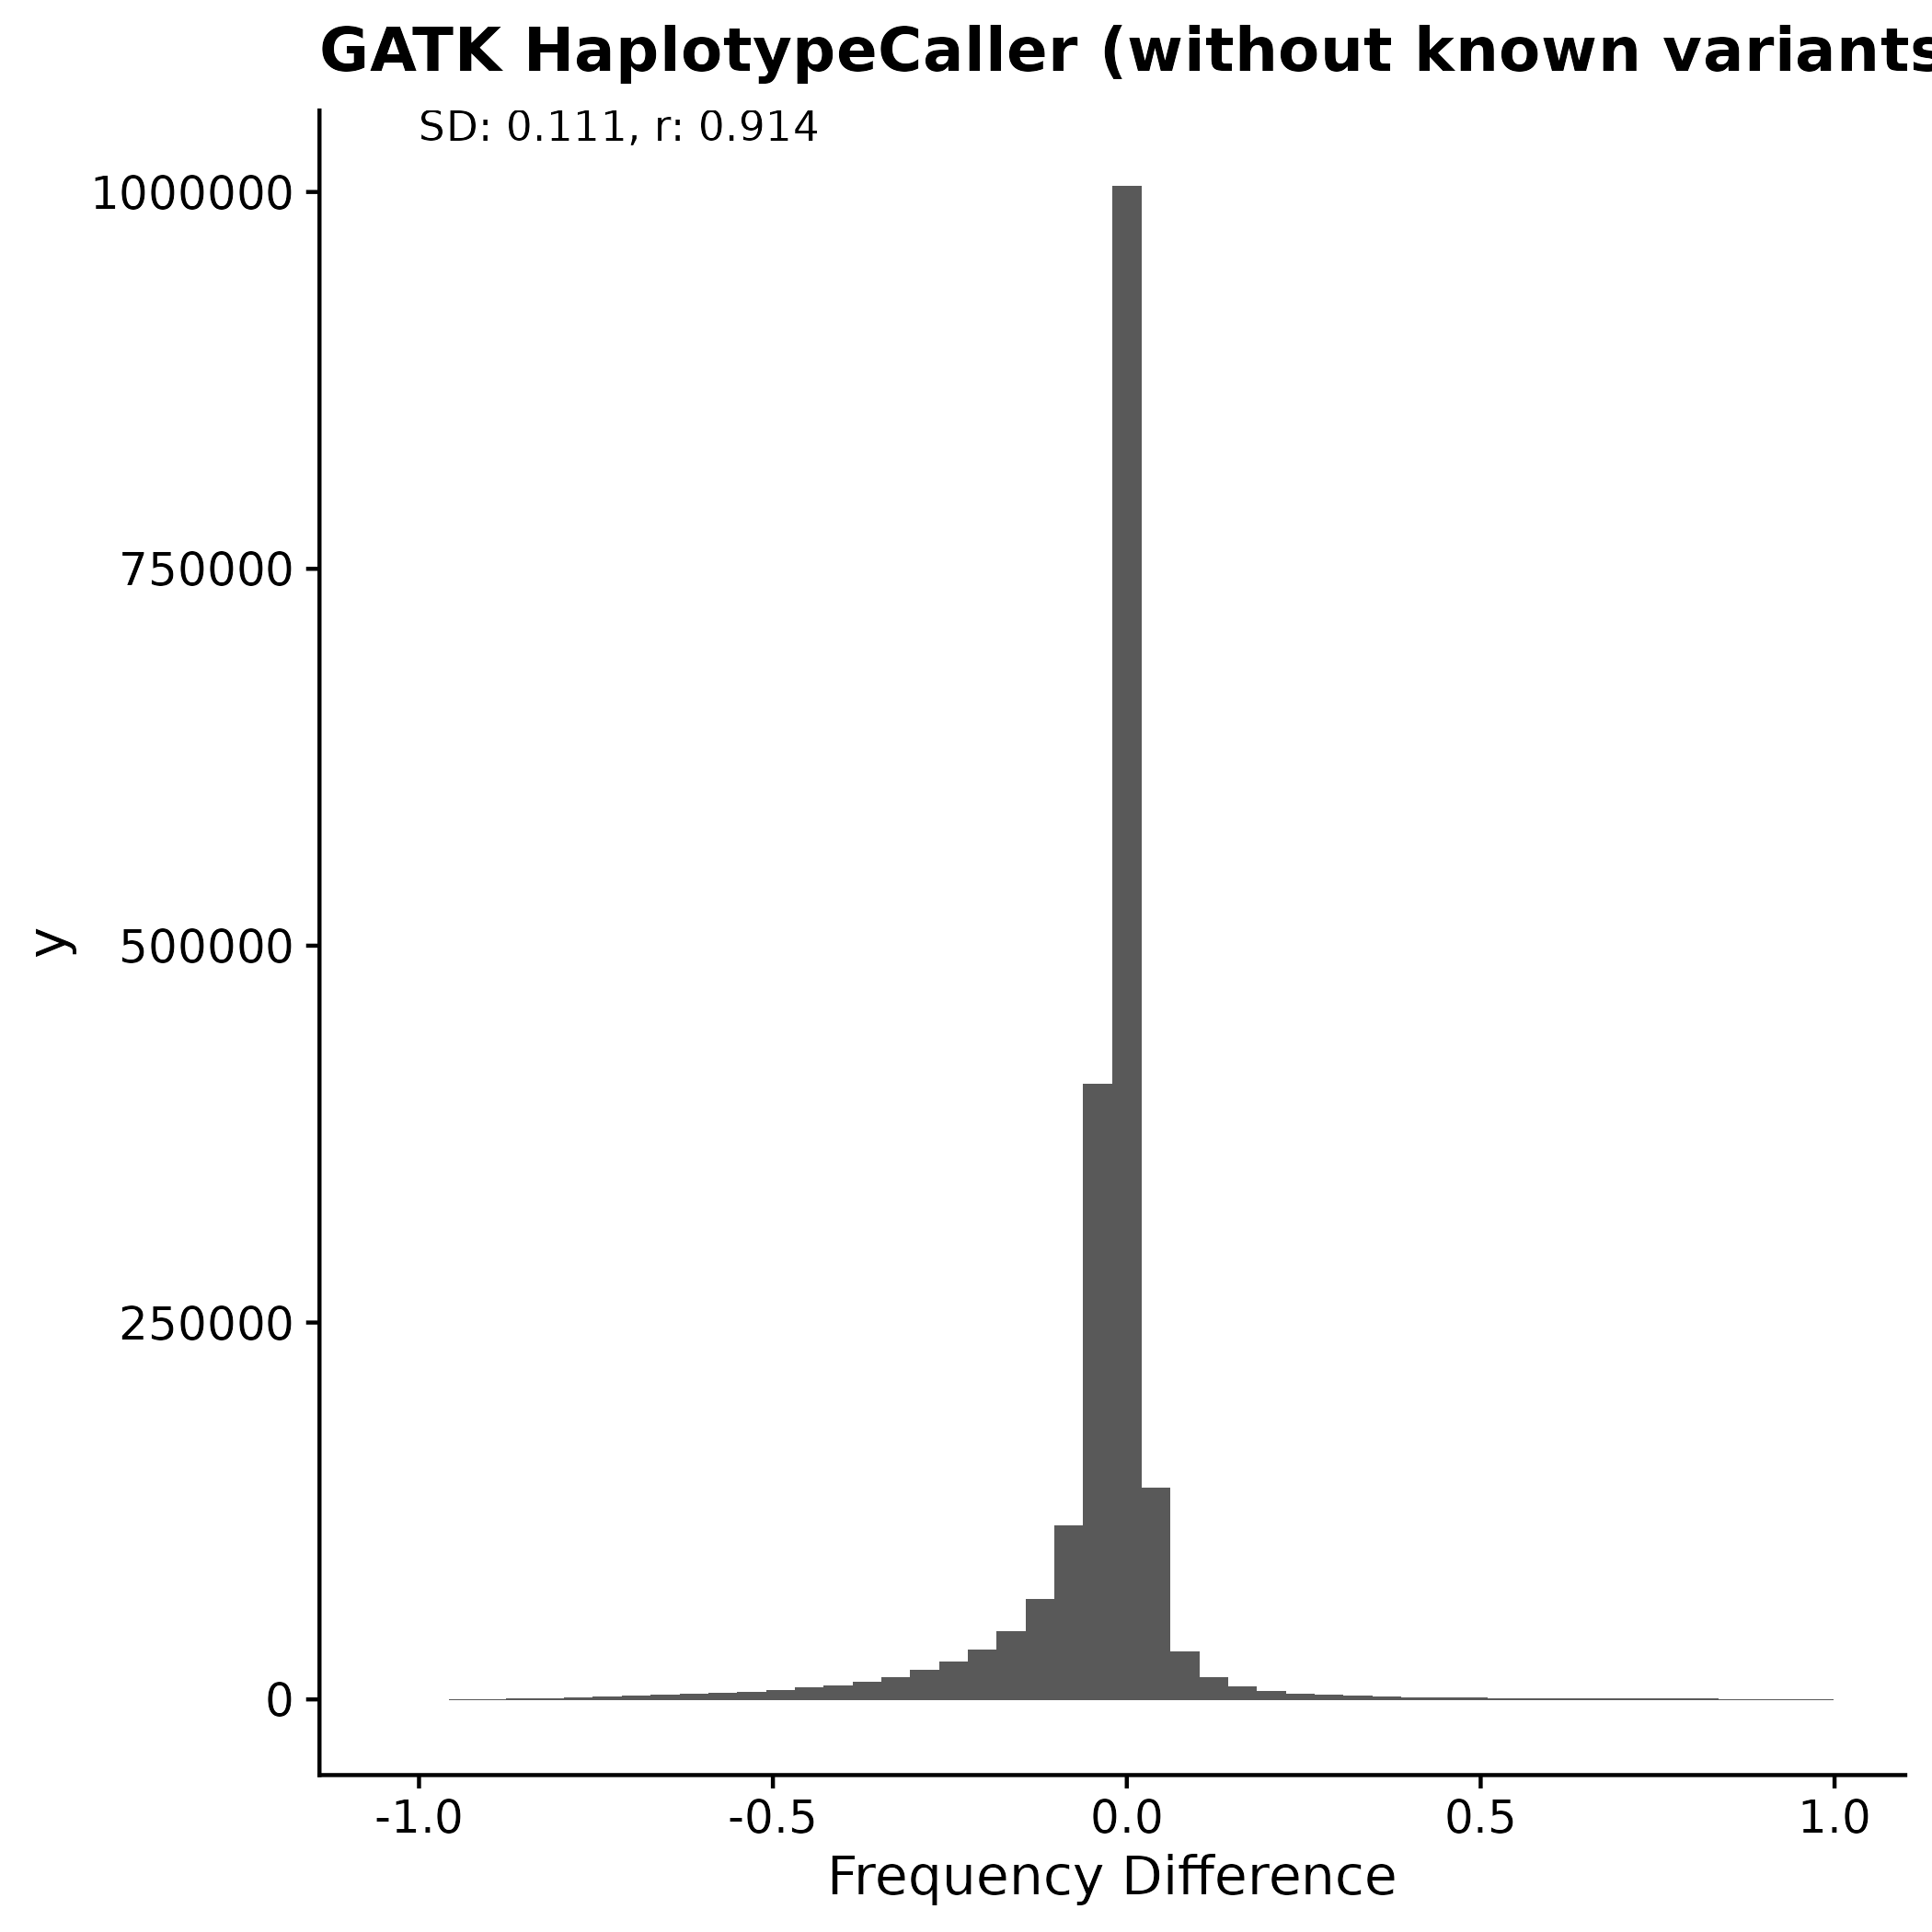 GATK HaplotypeCaller (without known variants
SD: 0.111, r: 0.914
1000000
750000
500000
250000
0
y
-1.0 -0.5 0.0 0.5 1.0
Frequency Difference